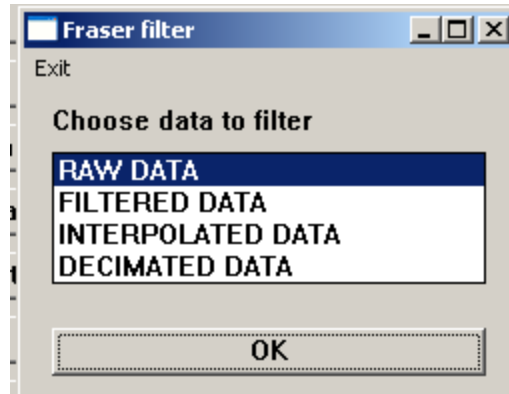 Fraser filter
Exit
Choose data to filter
RAW DATA
FILTERED DATA
INTERPOLATED DATA
DECIMATED DATA
OK